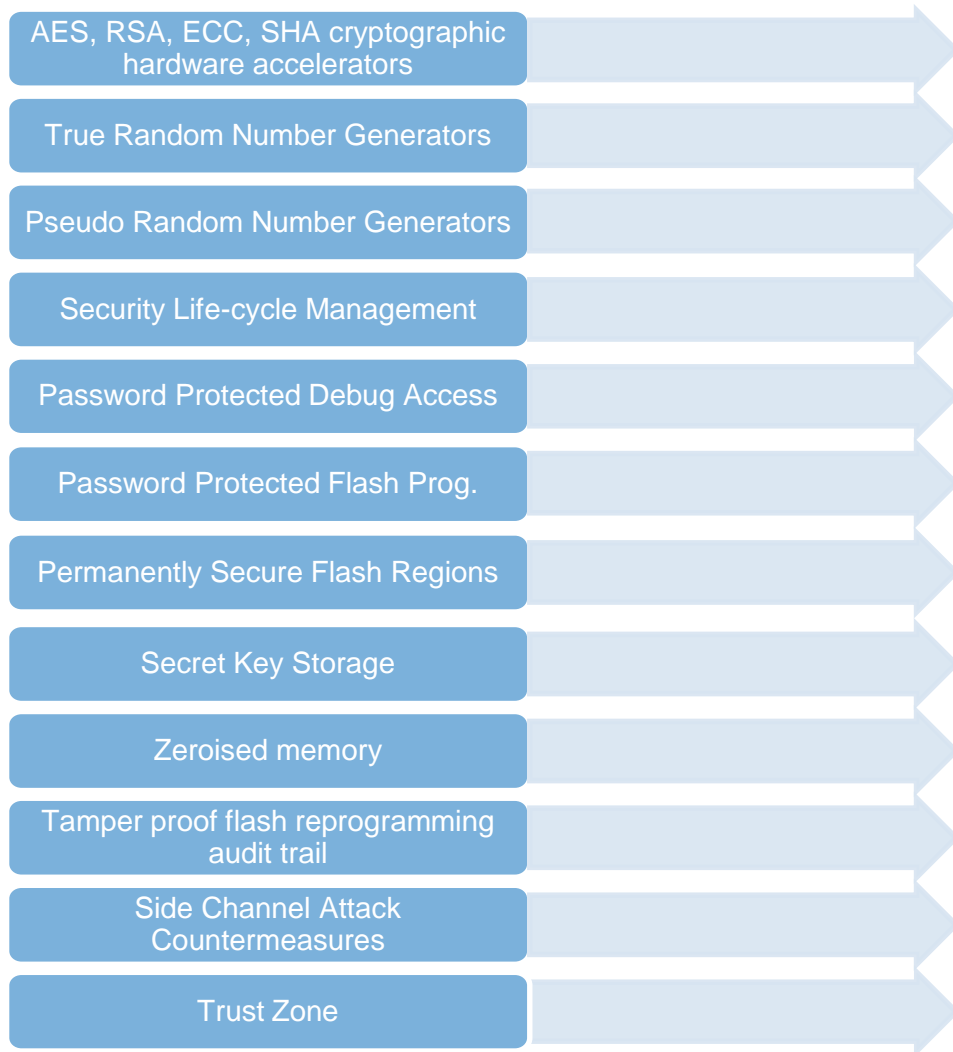 AES, RSA, ECC, SHA cryptographic
hardware accelerators
True Random Number Generators
Pseudo Random Number Generators
Security Life-cycle Management
Password Protected Debug Access
Password Protected Flash Prog.
Permanently Secure Flash Regions
Secret Key Storage
Zeroised memory
Tamper proof flash reprogramming
audit trail
Side Channel Attack
Countermeasures
Trust Zone